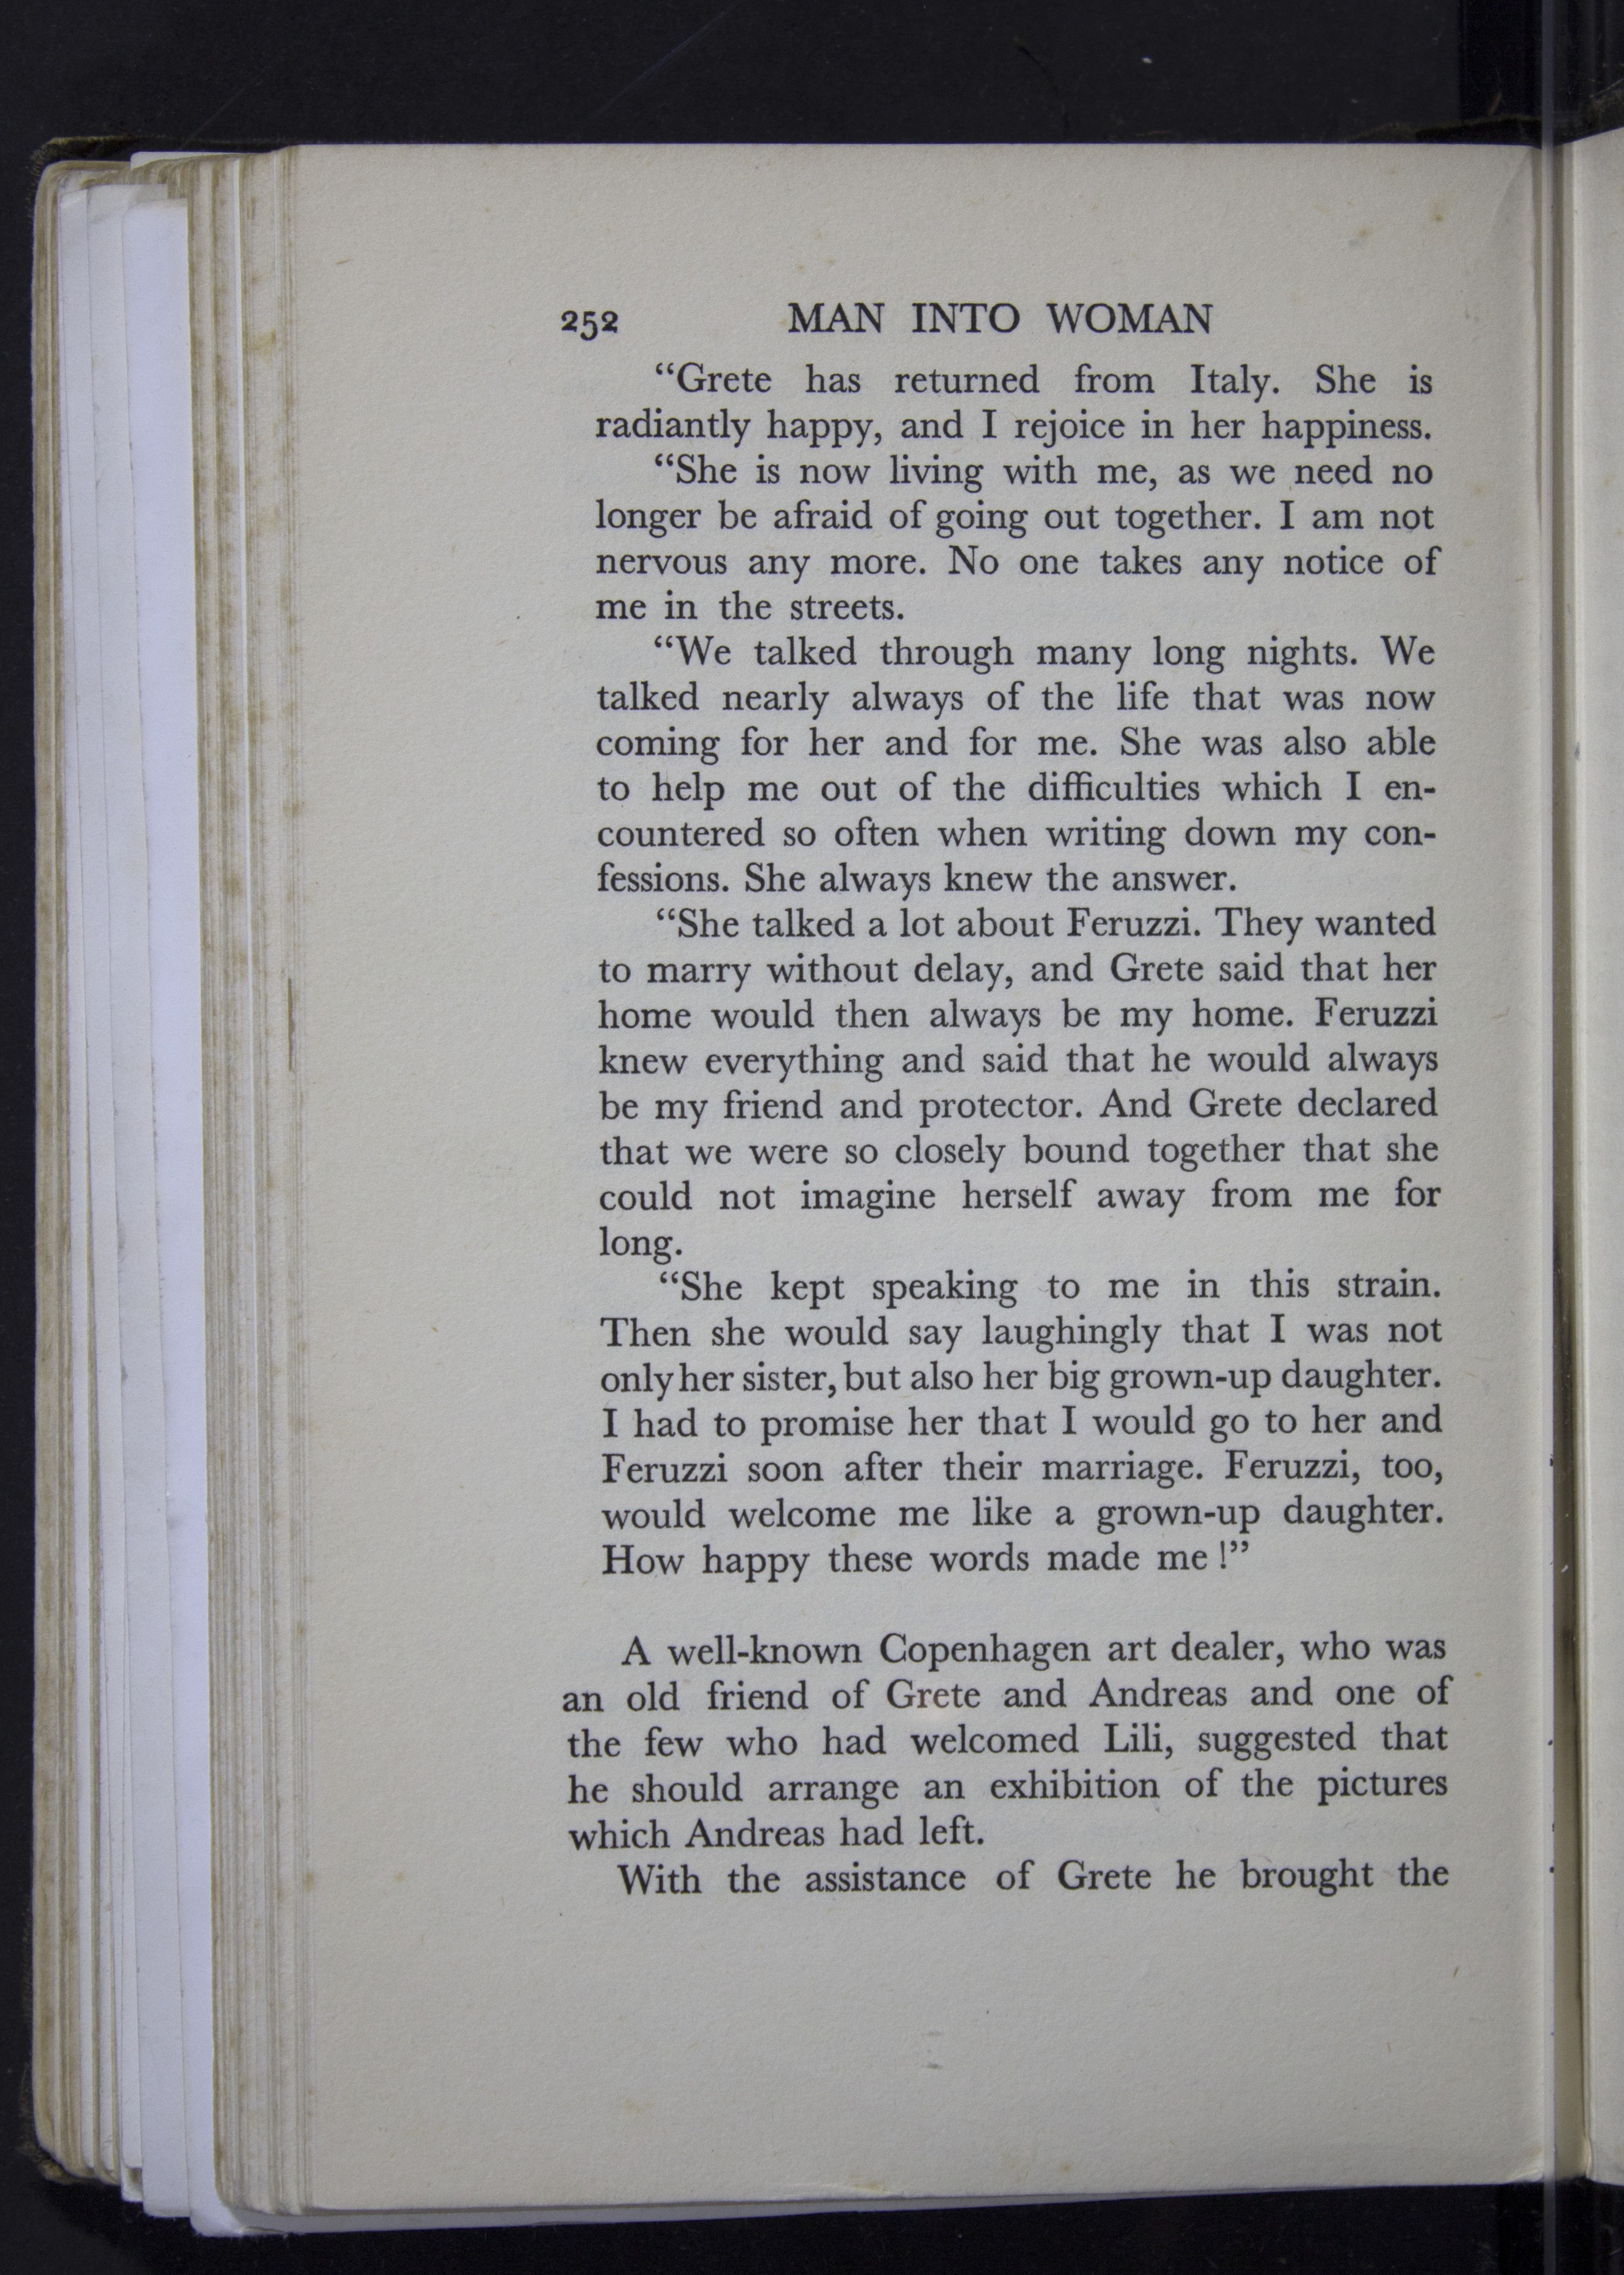 252 MAN INTO WOMAN
“Grete has returned from Italy. She is
radiantly happy, and I rejoice in her happiness.
“She is now living with me, as we need no
longer be afraid of going out together. I am not
nervous any more. No one takes any notice of
me in the streets.
“We talked through many long nights. We
talked nearly always of the life that was now
coming for her and for me. She was also able
to help me out of the difficulties which I en-
countered so often when writing down my con-
fessions. She always knew the answer.
“She talked a lot about Feruzzi. They wanted
to marry without delay, and Grete said that her
home would then always be my home. Feruzzi
knew everything and said that he would always
be my friend and protector. And Grete declared
that we were so closely bound together that she
could not imagine herself away from me for
long.
“She kept speaking to me in this strain.
Then she would say laughingly that I was not
only her sister, but also her big grown-up daughter.
I had to promise her that I would go to her and
Feruzzi soon after their marriage. Feruzzi, too,
would welcome me like a grown-up daughter.
How happy these words made me !”
A well-known Copenhagen art dealer, who was
an old friend of Grete and Andreas and one of
the few who had welcomed Lili, suggested that
he should arrange an exhibition of the pictures
which Andreas had left.
With the assistance of Grete he brought the